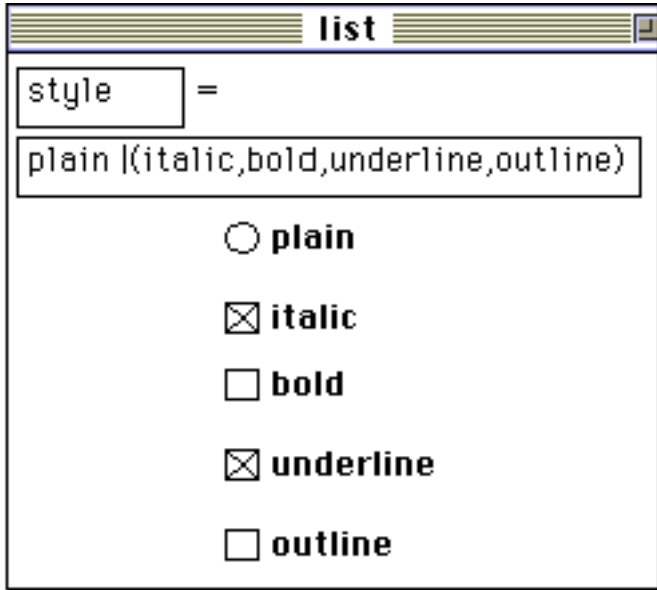 list
style =
plain |(italic,bold,underline,outline)
plain
italic
bold
underline
outline